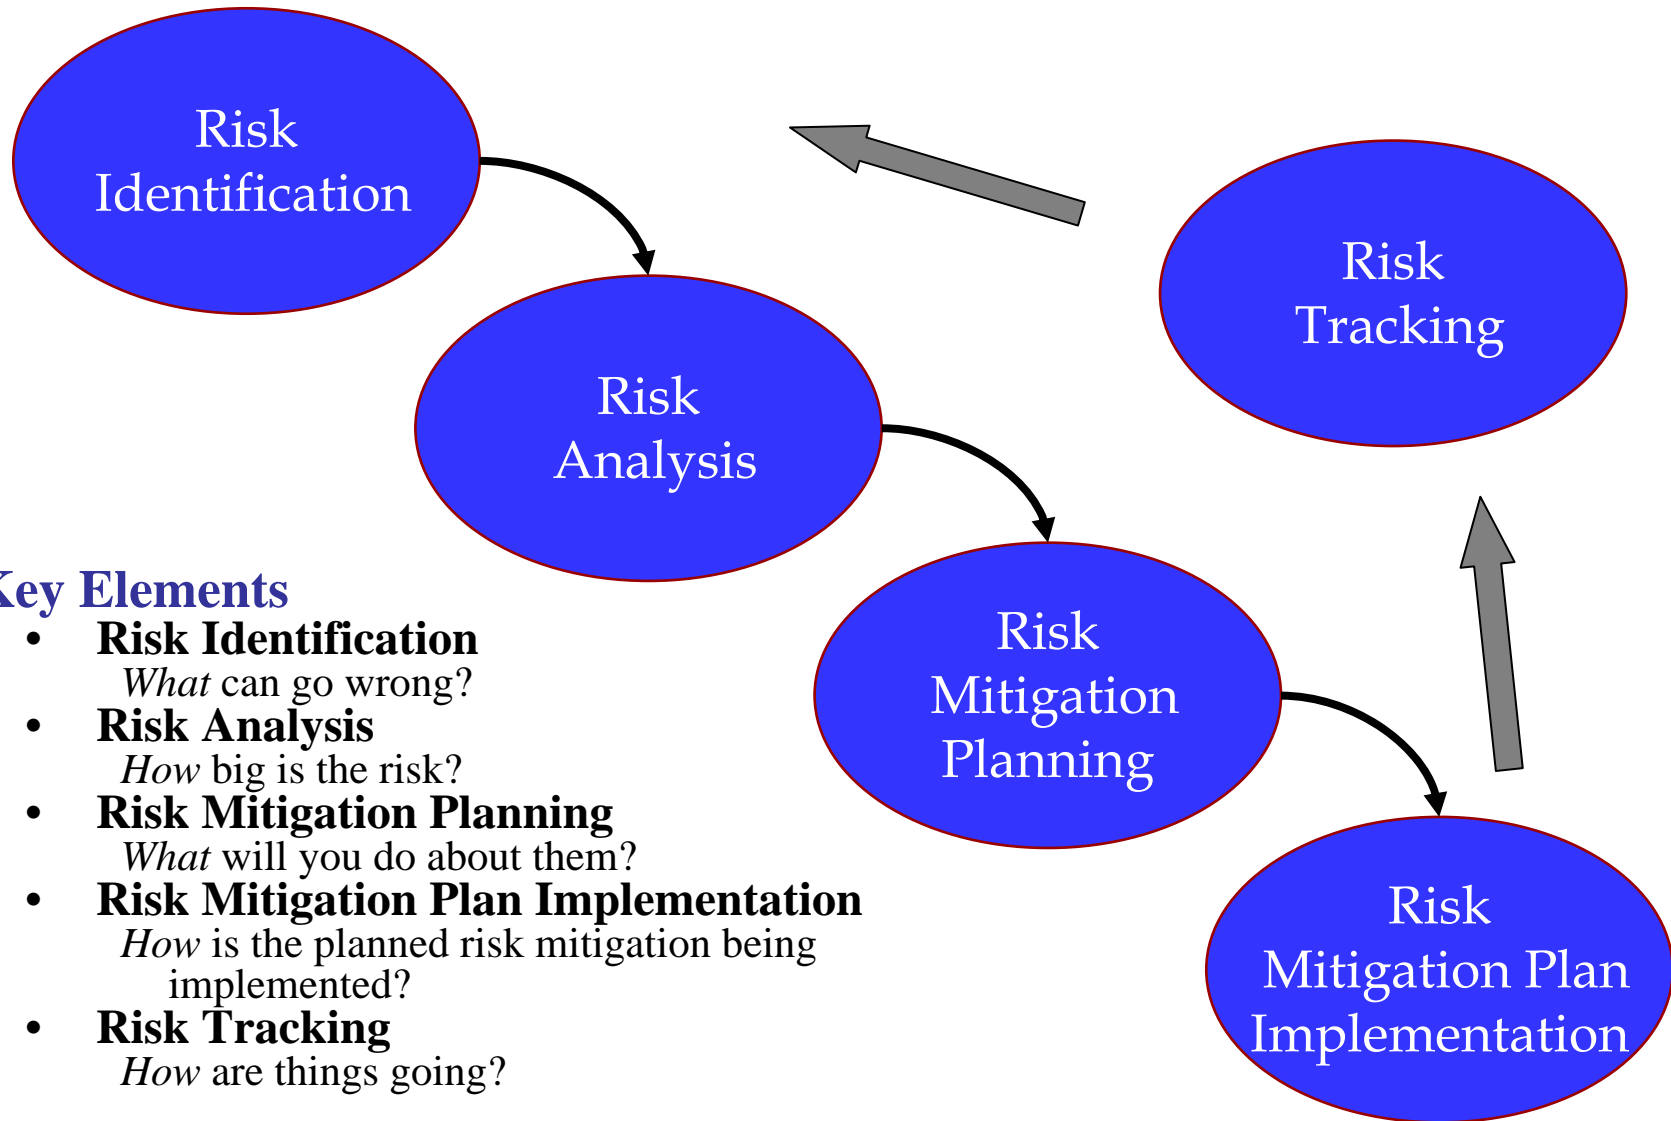 Risk
Identification
Risk
Tracking
Risk
Analysis
Risk
Mitigation
Planning
Risk
Mitigation Plan
Implementation
Key Elements
• Risk Identification
What can go wrong?
• Risk Analysis
How big is the risk?
• Risk Mitigation Planning
What will you do about them?
• Risk Mitigation Plan Implementation
How is the planned risk mitigation being
implemented?
• Risk Tracking
How are things going?